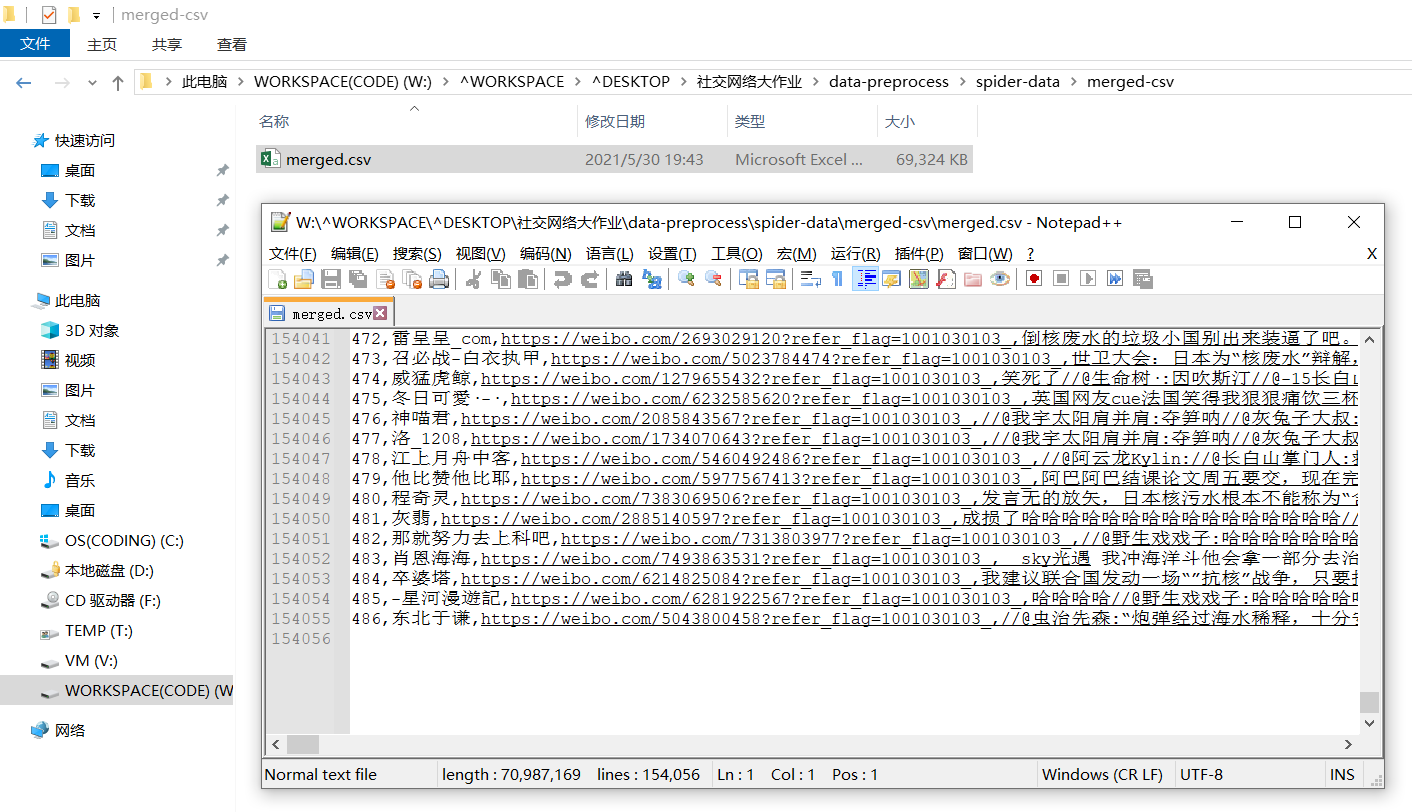 merged-csv
文件 主页 共享 查看
此电脑 WORKSPACE(CODE) (W:) ^WORKSPACE ^DESKTOP 社交网络大作业 data-preprocess spider-data merged-csv
名称 修改日期 类型 大小
merged.csv 2021/5/30 19:43 Microsoft Excel ... 69,324 KB
快速访问
桌面
下载
文档
图片
此电脑
3D 对象
视频
图片
文档
下载
音乐
桌面
OS(CODING) (C:)
本地磁盘 (D:)
CD 驱动器 (F:)
TEMP (T:)
VM (V:)
WORKSPACE(CODE) (W
网络
W:\^WORKSPACE\^DESKTOP\社交网络大作业\data-preprocess\spider-data\merged-csv\merged.csv - Notepad++
文件(F) 编辑(E) 搜索(S) 视图(V) 编码(N) 语言(L) 设置(T) 工具(O) 宏(M) 运行(R) 插件(P) 窗口(W) ? X
merged.csv
154041 472,雷呈呈_com,https://weibo.com/2693029120?refer_flag=1001030103_,倒核废水的垃圾小国别出来装逼了吧。
154042 473,召必战-白衣执甲,https://weibo.com/5023784474?refer_flag=1001030103_,世卫大会：日本为“核废水”辩解，
154043 474,威猛虎鲸,https://weibo.com/1279655432?refer_flag=1001030103_,笑死了//@生命树·:因吹斯汀//@-15长白山
154044 475,冬日可愛·-·,https://weibo.com/6232585620?refer_flag=1001030103_,英国网友cue法国笑得我狠狠痛饮三杯
154045 476,神喵君,https://weibo.com/2085843567?refer_flag=1001030103_,//@我宇太阳肩并肩:夺笋呐//@灰兔子大叔:
154046 477,洛_1208,https://weibo.com/1734070643?refer_flag=1001030103_,//@我宇太阳肩并肩:夺笋呐//@灰兔子大叔
154047 478,江上月舟中客,https://weibo.com/5460492486?refer_flag=1001030103_,//@阿云龙Kylin://@长白山掌门人:
154048 479,他比赞他比耶,https://weibo.com/5977567413?refer_flag=1001030103_,阿巴阿巴结课论文周五要交，现在完
154049 480,程奇灵,https://weibo.com/7383069506?refer_flag=1001030103_,发言无的放矢，日本核污水根本不能称为“
154050 481,灰翡,https://weibo.com/2885140597?refer_flag=1001030103_,成损了哈哈哈哈哈哈哈哈哈哈哈哈哈哈哈哈//
154051 482,那就努力去上科吧,https://weibo.com/7313803977?refer_flag=1001030103_,//@野生戏戏子:哈哈哈哈哈哈哈
154052 483,肖恩海海,https://weibo.com/7493863531?refer_flag=1001030103_, sky光遇 我冲海洋斗他会拿一部分去治
154053 484,卒婆塔,https://weibo.com/6214825084?refer_flag=1001030103_,我建议联合国发动一场“”抗核”战争，只要
154054 485,-星河漫遊記,https://weibo.com/6281922567?refer_flag=1001030103_,哈哈哈哈//@野生戏戏子:哈哈哈哈哈
154055 486,东北于谦,https://weibo.com/5043800458?refer_flag=1001030103_,//@虫治先森:“炮弹经过海水稀释，十分
154056
Normal text file length : 70,987,169 lines : 154,056 Ln : 1 Col : 1 Pos : 1 Windows (CR LF) UTF-8 INS